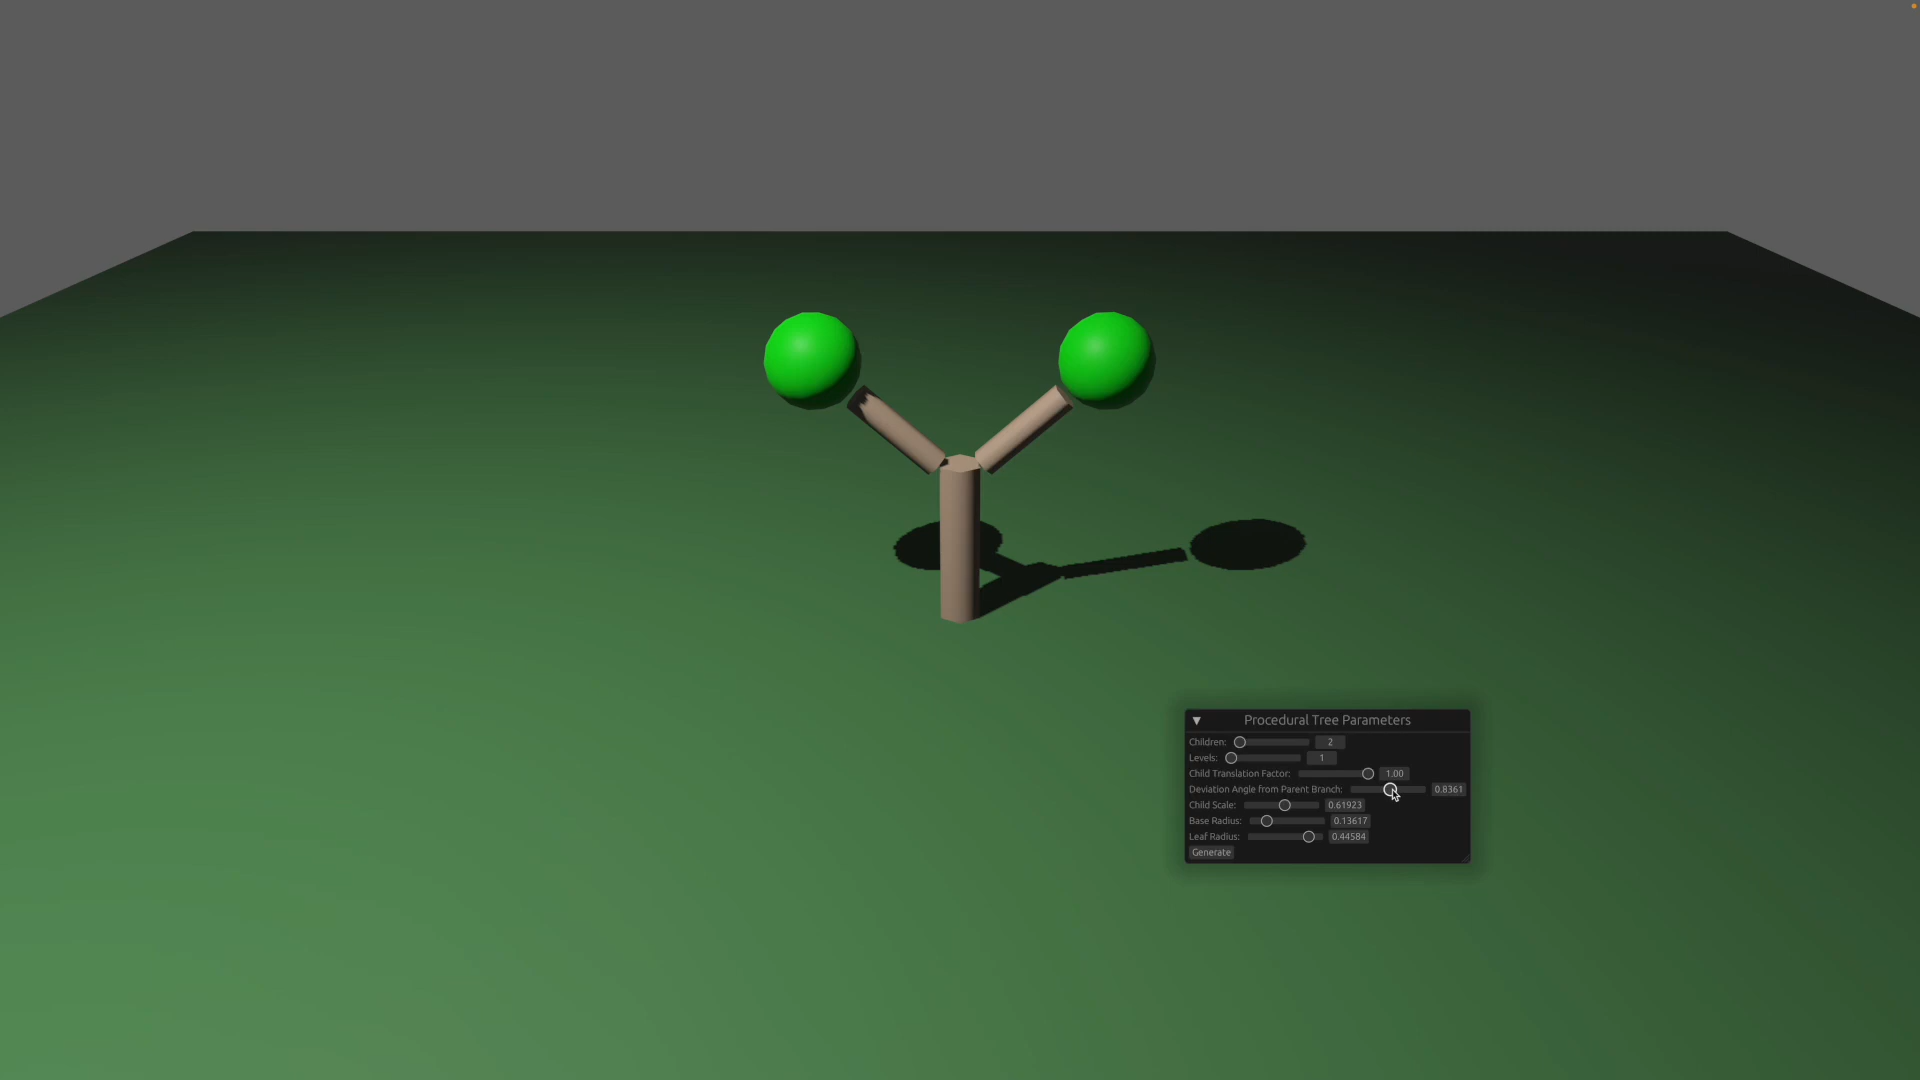 Procedural Tree Parameters
Children: 2
Levels: 1
Child Translation Factor: 1.00
Deviation Angle from Parent Branch: 0.8361
Child Scale: 0.61923
Base Radius: 0.13617
Leaf Radius: 0.44584
Generate